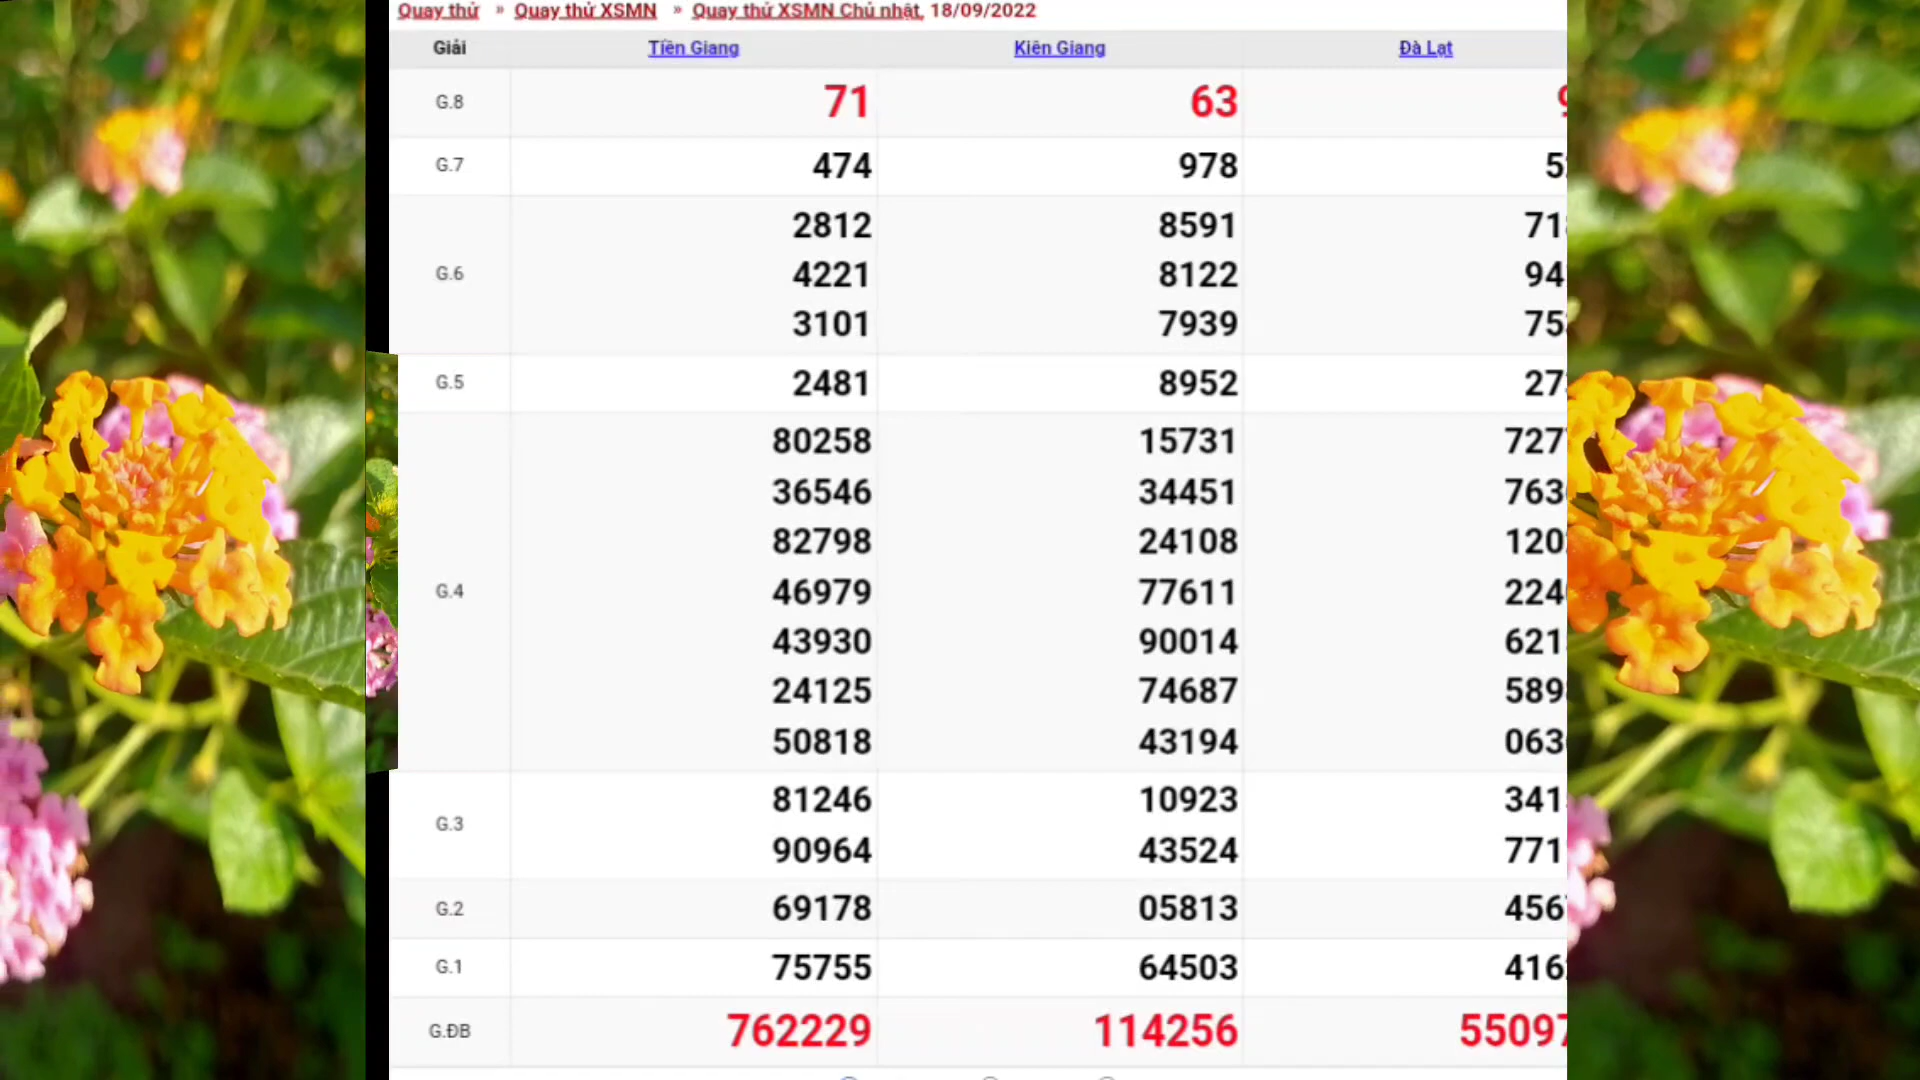 Quay thử » Quay thử XSMN » Quay thử XSMN Chủ nhật, 18/09/2022
Giải Tiền Giang Kiên Giang Đà Lạt
G.8 71 63
G.7 474 978
2812 8591
G.6 4221 8122
3101 7939
G.5 2481 8952
80258 15731
36546 34451
82798 24108
G.4 46979 77611
43930 90014
24125 74687
50818 43194
81246 10923
G.3
90964 43524
G.2 69178 05813
G.1 75755 64503
G.ĐB 762229 114256